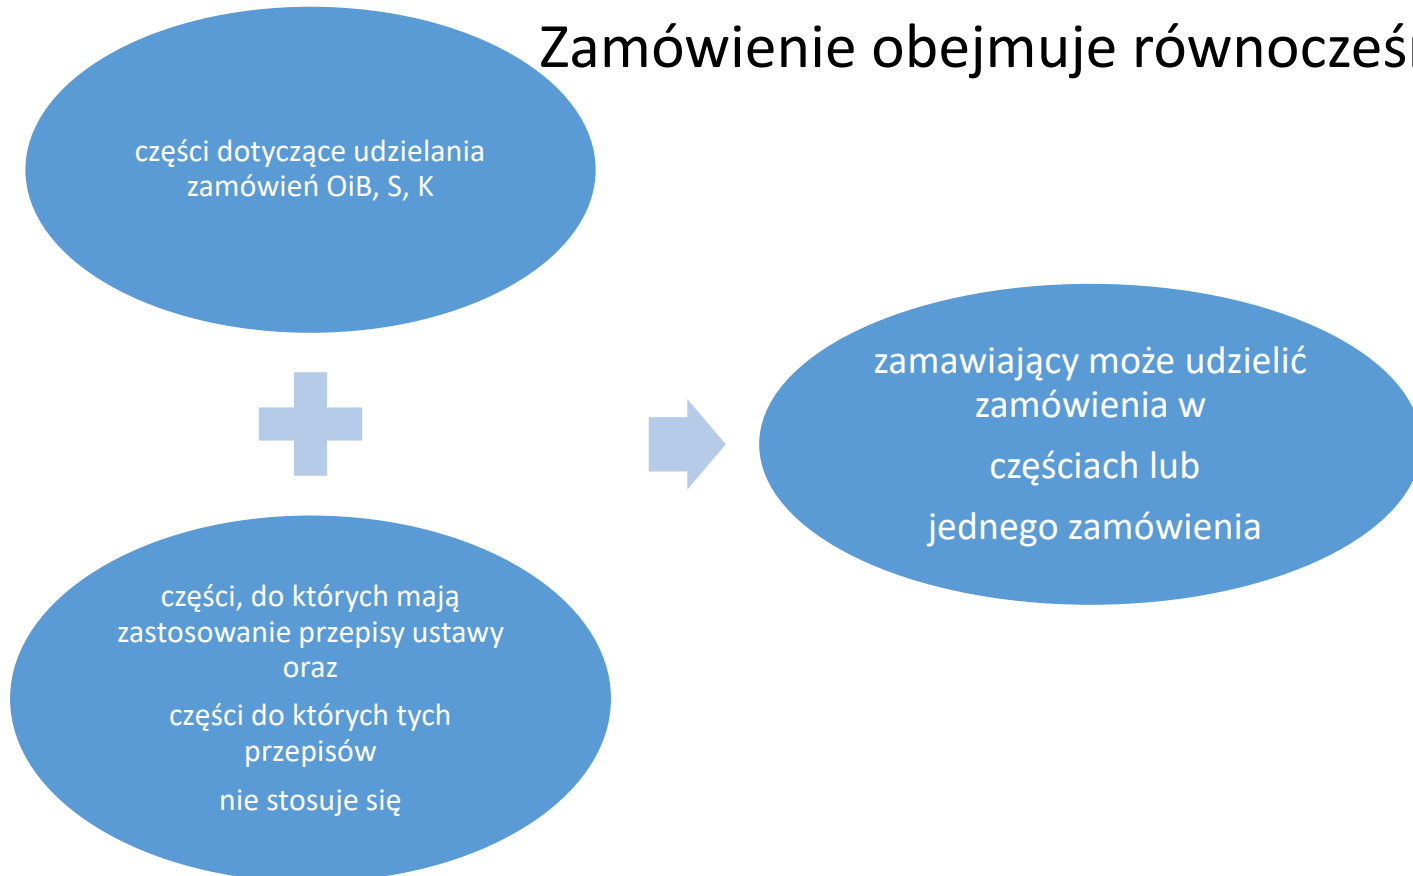 Zamówienie obejmuje równocześ
części dotyczące udzielania
zamówień OiB, S, K
części, do których mają
zastosowanie przepisy ustawy
oraz
części do których tych
przepisów
nie stosuje się
zamawiający może udzielić
zamówienia w
częściach lub
jednego zamówienia